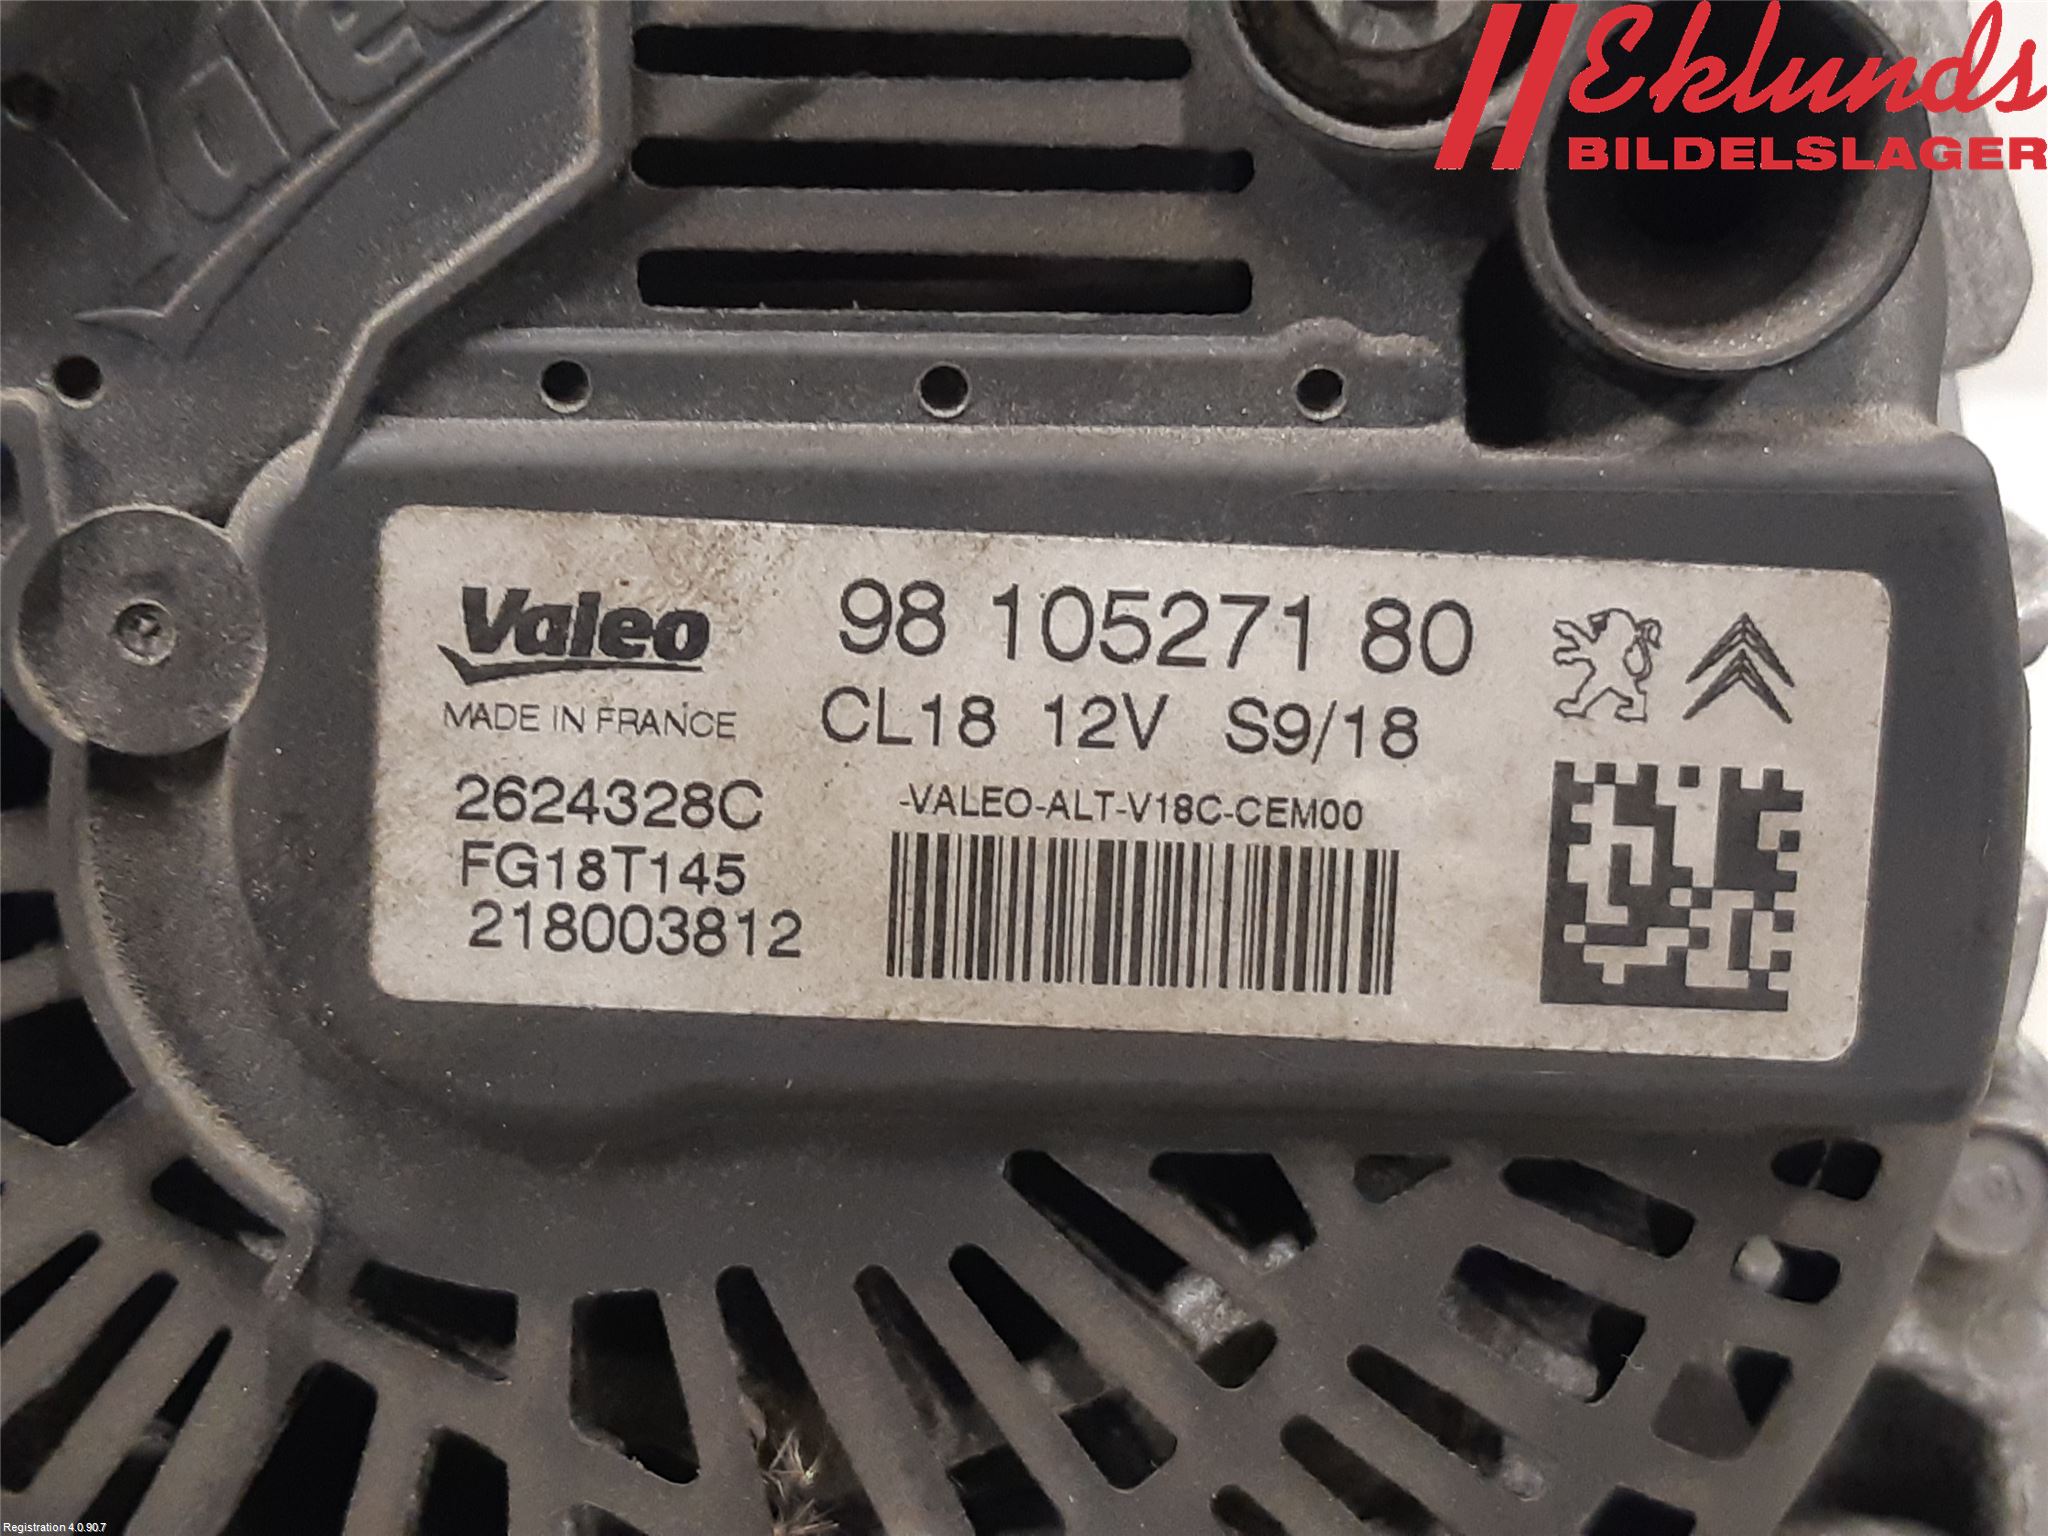 Valeo
Eklunds
BILDELSLAGER
Valeo
98 105271 80
MADE IN FRANCE
CL18 12V S9/18
2624328C
-VALEO-ALT-V18C-CEM00
FG18T145
218003812
Registration 4.0.90.7